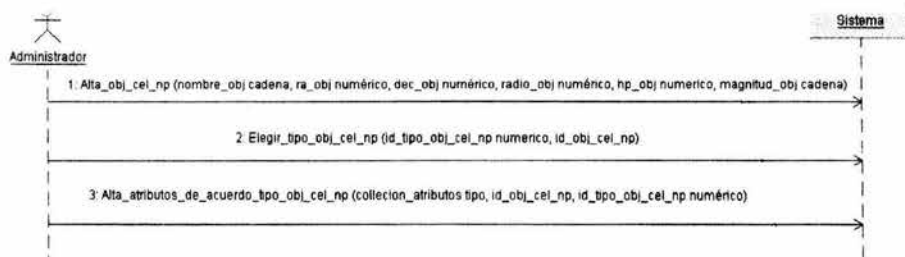 Sistema
Administrador
1: Alta_obj_cel_np (nombre_obj cadena, ra_obj numérico, dec_obj numérico, radio_obj numérico, hp_obj numerico, magnitud_obj cadena)
2: Elegir_tipo_obj_cel_np (id_tipo_obj_cel_np numerico, id_obj_cel_np)
3: Alta_atributos_de_acuerdo_tipo_obj_cel_np (collecion_atributos tipo, id_obj_cel_np, id_tipo_obj_cel_np numérico)